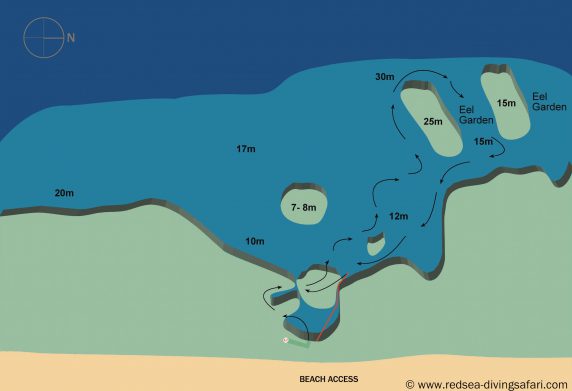 N
30m
Eel
Garden
15m
25m
Eel
Garden
15m
17m
20m
7- 8m
12m
10m
BEACH ACCESS
© www.redsea-divingsafari.com